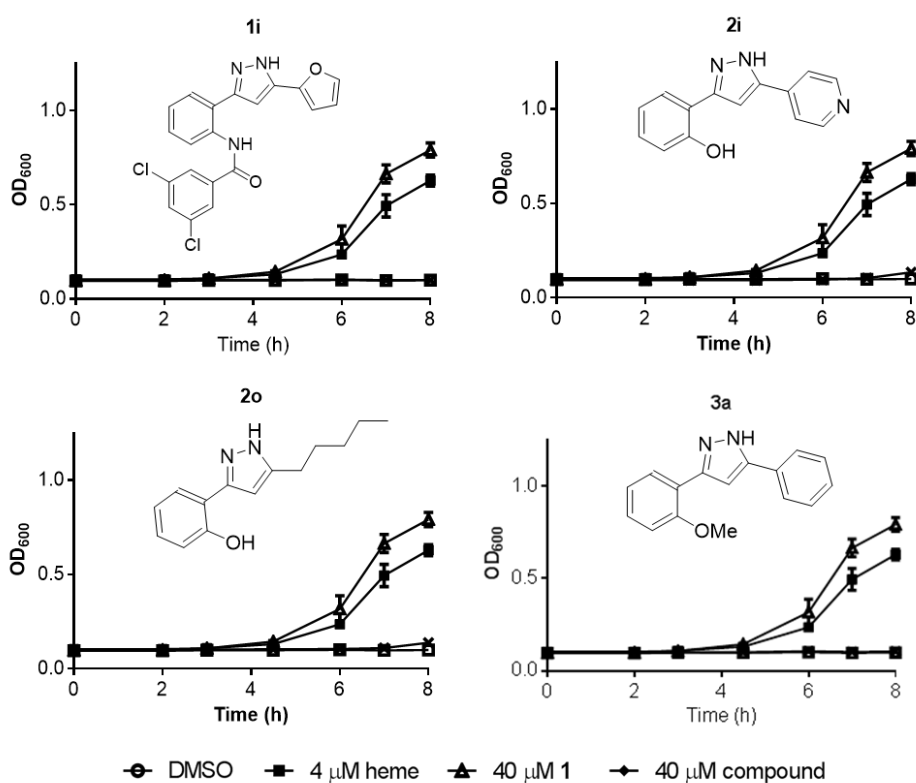 1i
N NH
O
NH
Cl
O
Cl
OD600
1.0
0.5
0.0
0 2 4 6 8
Time (h)
2i
N NH
N
OH
OD600
1.0
0.5
0.0
0 2 4 6 8
Time (h)
2o
H
N
N
OH
OD600
1.0
0.5
0.0
0 2 4 6 8
Time (h)
3a
N NH
OMe
OD600
1.0
0.5
0.0
0 2 4 6 8
Time (h)
DMSO 4 μM heme 40 μM 1 40 μM compound